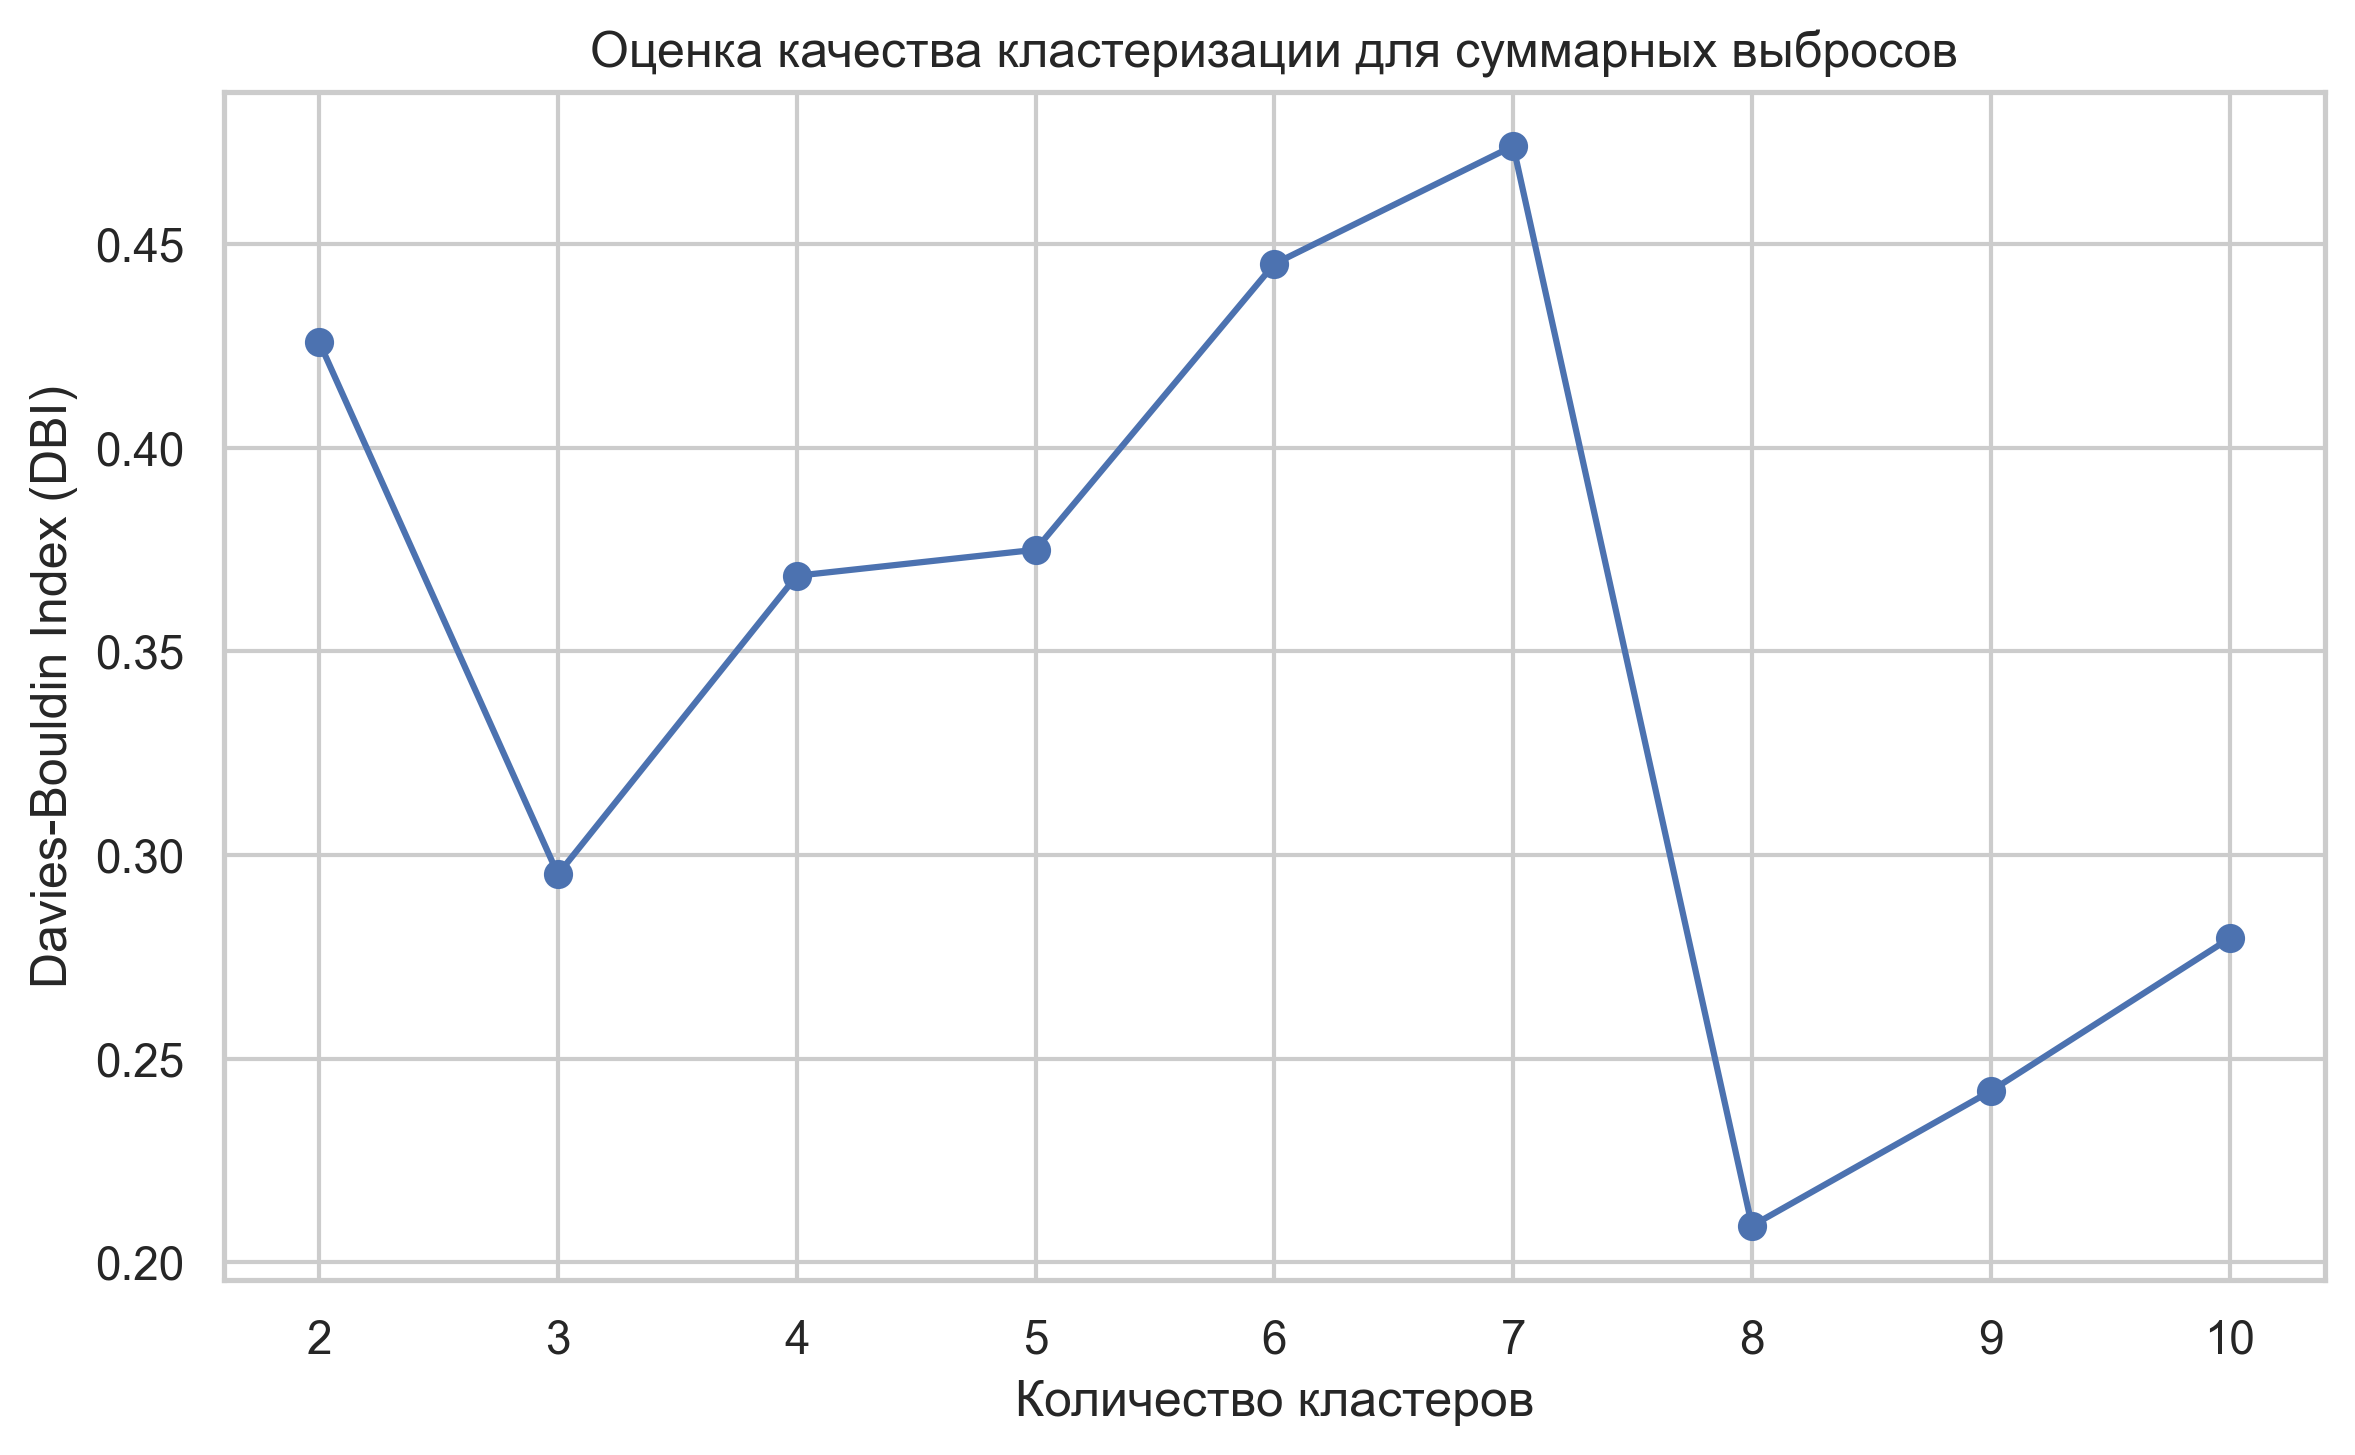 Оценка качества кластеризации для суммарных выбросов
Davies-Bouldin Index (DBI)
0.45
0.40
0.35
0.30
0.25
0.20
2 3 4 5 6 7 8 9 10
Количество кластеров